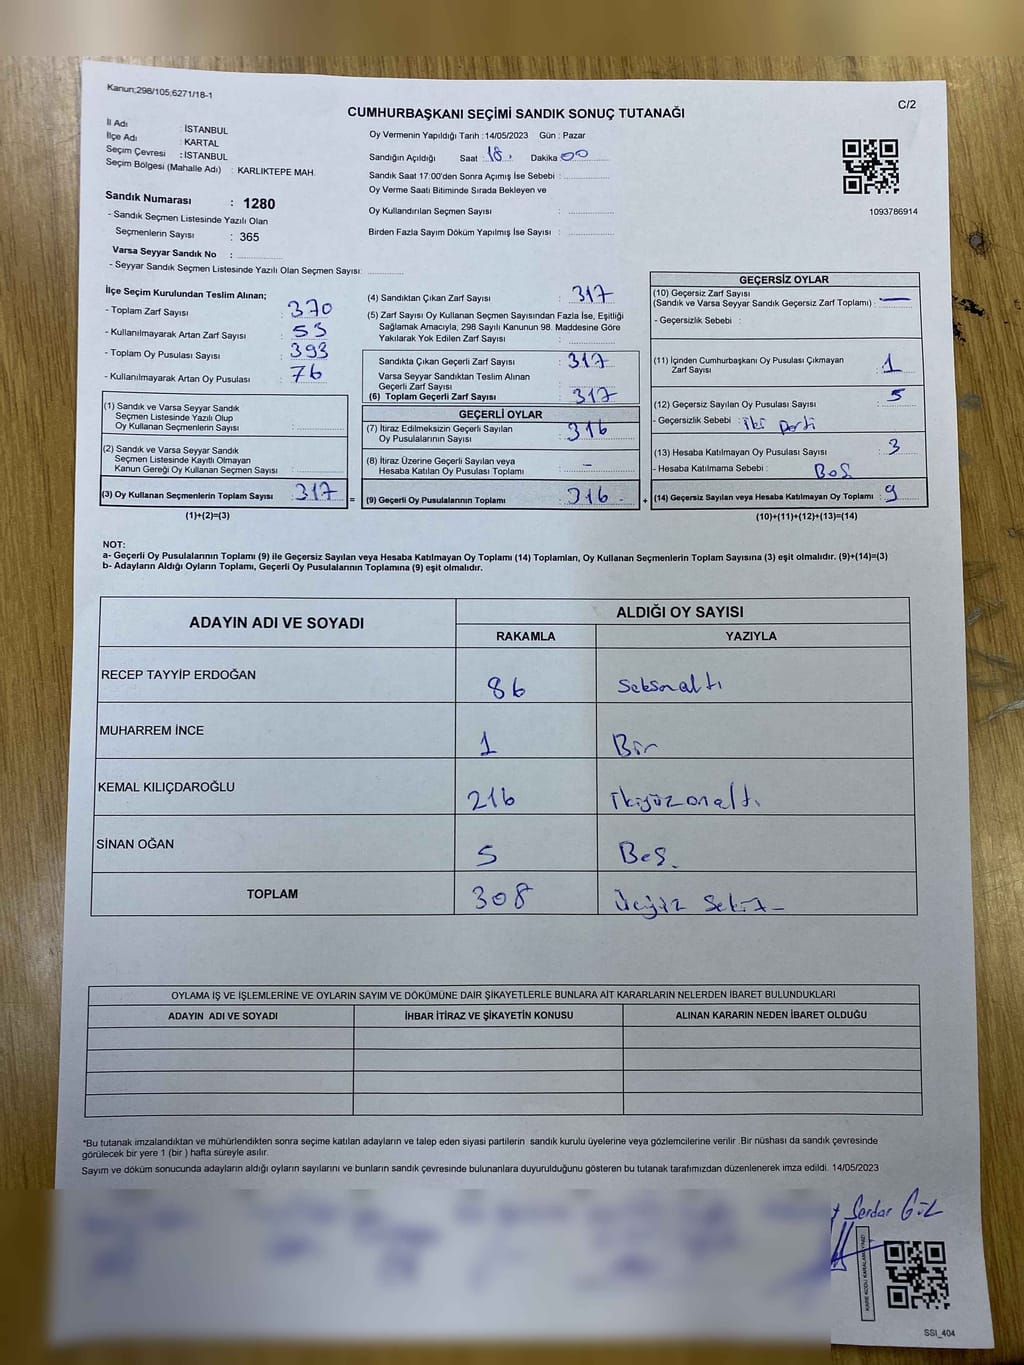 Kanun;298/105;6271/18-1
C/2
CUMHURBAŞKANI SEÇİMİ SANDIK SONUÇ TUTANAĞI
İl Adı : İSTANBUL
İlçe Adı : KARTAL
Seçim Çevresi : İSTANBUL
Seçim Bölgesi (Mahalle Adı) : KARLIKTEPE MAH.
Oy Vermenin Yapıldığı Tarih :14/05/2023 Gün : Pazar
Sandığın Açıldığı Saat :18. Dakika 00
Sandık Saat 17:00'den Sonra Açımış İse Sebebi :
Oy Verme Saati Bitiminde Sırada Bekleyen ve
Oy Kullandırılan Seçmen Sayısı :
Birden Fazla Sayım Döküm Yapılmış İse Sayısı :
1093786914
Sandık Numarası : 1280
- Sandık Seçmen Listesinde Yazılı Olan
Seçmenlerin Sayısı : 365
Varsa Seyyar Sandık No :
- Seyyar Sandık Seçmen Listesinde Yazılı Olan Seçmen Sayısı:
İlçe Seçim Kurulundan Teslim Alınan;
- Toplam Zarf Sayısı : 370
- Kullanılmayarak Artan Zarf Sayısı : 53
- Toplam Oy Pusulası Sayısı : 393
- Kullanılmayarak Artan Oy Pusulası : 76
(1) Sandık ve Varsa Seyyar Sandık
Seçmen Listesinde Yazılı Olup
Oy Kullanan Seçmenlerin Sayısı :
(2) Sandık ve Varsa Seyyar Sandık
Seçmen Listesinde Kayıtlı Olmayan
Kanun Gereği Oy Kullanan Seçmen Sayısı :
(3) Oy Kullanan Seçmenlerin Toplam Sayısı : 317 =
(1)+(2)=(3)
(4) Sandıktan Çıkan Zarf Sayısı : 317
(5) Zarf Sayısı Oy Kullanan Seçmen Sayısından Fazla İse, Eşitliği
Sağlamak Amacıyla, 298 Sayılı Kanunun 98. Maddesine Göre
Yakılarak Yok Edilen Zarf Sayısı :
Sandıkta Çıkan Geçerli Zarf Sayısı : 317
Varsa Seyyar Sandıktan Teslim Alınan
Geçerli Zarf Sayısı :
(6) Toplam Geçerli Zarf Sayısı : 317
GEÇERLİ OYLAR
(7) İtiraz Edilmeksizin Geçerli Sayılan
Oy Pusulalarının Sayısı : 316
(8) İtiraz Üzerine Geçerli Sayılan veya
Hesaba Katılan Oy Pusulası Toplamı : -
(9) Geçerli Oy Pusulalarının Toplamı : 316 +
GEÇERSİZ OYLAR
(10) Geçersiz Zarf Sayısı
(Sandık ve Varsa Seyyar Sandık Geçersiz Zarf Toplamı) : —
- Geçersizlik Sebebi :
(11) İçinden Cumhurbaşkanı Oy Pusulası Çıkmayan
Zarf Sayısı : 1
(12) Geçersiz Sayılan Oy Pusulası Sayısı : 5
- Geçersizlik Sebebi : iki parti
(13) Hesaba Katılmayan Oy Pusulası Sayısı : 3
- Hesaba Katılmama Sebebi : Boş
(14) Geçersiz Sayılan veya Hesaba Katılmayan Oy Toplamı : 9
(10)+(11)+(12)+(13)=(14)
NOT:
a- Geçerli Oy Pusulalarının Toplamı (9) ile Geçersiz Sayılan veya Hesaba Katılmayan Oy Toplamı (14) Toplamları, Oy Kullanan Seçmenlerin Toplam Sayısına (3) eşit olmalıdır. (9)+(14)=(3)
b- Adayların Aldığı Oyların Toplamı, Geçerli Oy Pusulalarının Toplamına (9) eşit olmalıdır.
ADAYIN ADI VE SOYADI
ALDIĞI OY SAYISI
RAKAMLA YAZIYLA
RECEP TAYYİP ERDOĞAN 86 Seksenaltı
MUHARREM İNCE 1 Bir
KEMAL KILIÇDAROĞLU 216 ikiyüzonaltı
SİNAN OĞAN 5 Beş.
TOPLAM 308 Üçyüz Sekiz
OYLAMA İŞ VE İŞLEMLERİNE VE OYLARIN SAYIM VE DÖKÜMÜNE DAİR ŞİKAYETLERLE BUNLARA AİT KARARLARIN NELERDEN İBARET BULUNDUKLARI
ADAYIN ADI VE SOYADI İHBAR İTİRAZ VE ŞİKAYETİN KONUSU ALINAN KARARIN NEDEN İBARET OLDUĞU
*Bu tutanak imzalandıktan ve mühürlendikten sonra seçime katılan adayların ve talep eden siyasi partilerin sandık kurulu üyelerine veya gözlemcilerine verilir .Bir nüshası da sandık çevresinde
görülecek bir yere 1 (bir ) hafta süreyle asılır.
Sayım ve döküm sonucunda adayların aldığı oyların sayılarını ve bunların sandık çevresinde bulunanlara duyurulduğunu gösteren bu tutanak tarafımızdan düzenlenerek imza edildi. 14/05/2023
Serdar Gül
KARE KODU KARALAMAYINIZ!
SSI_404